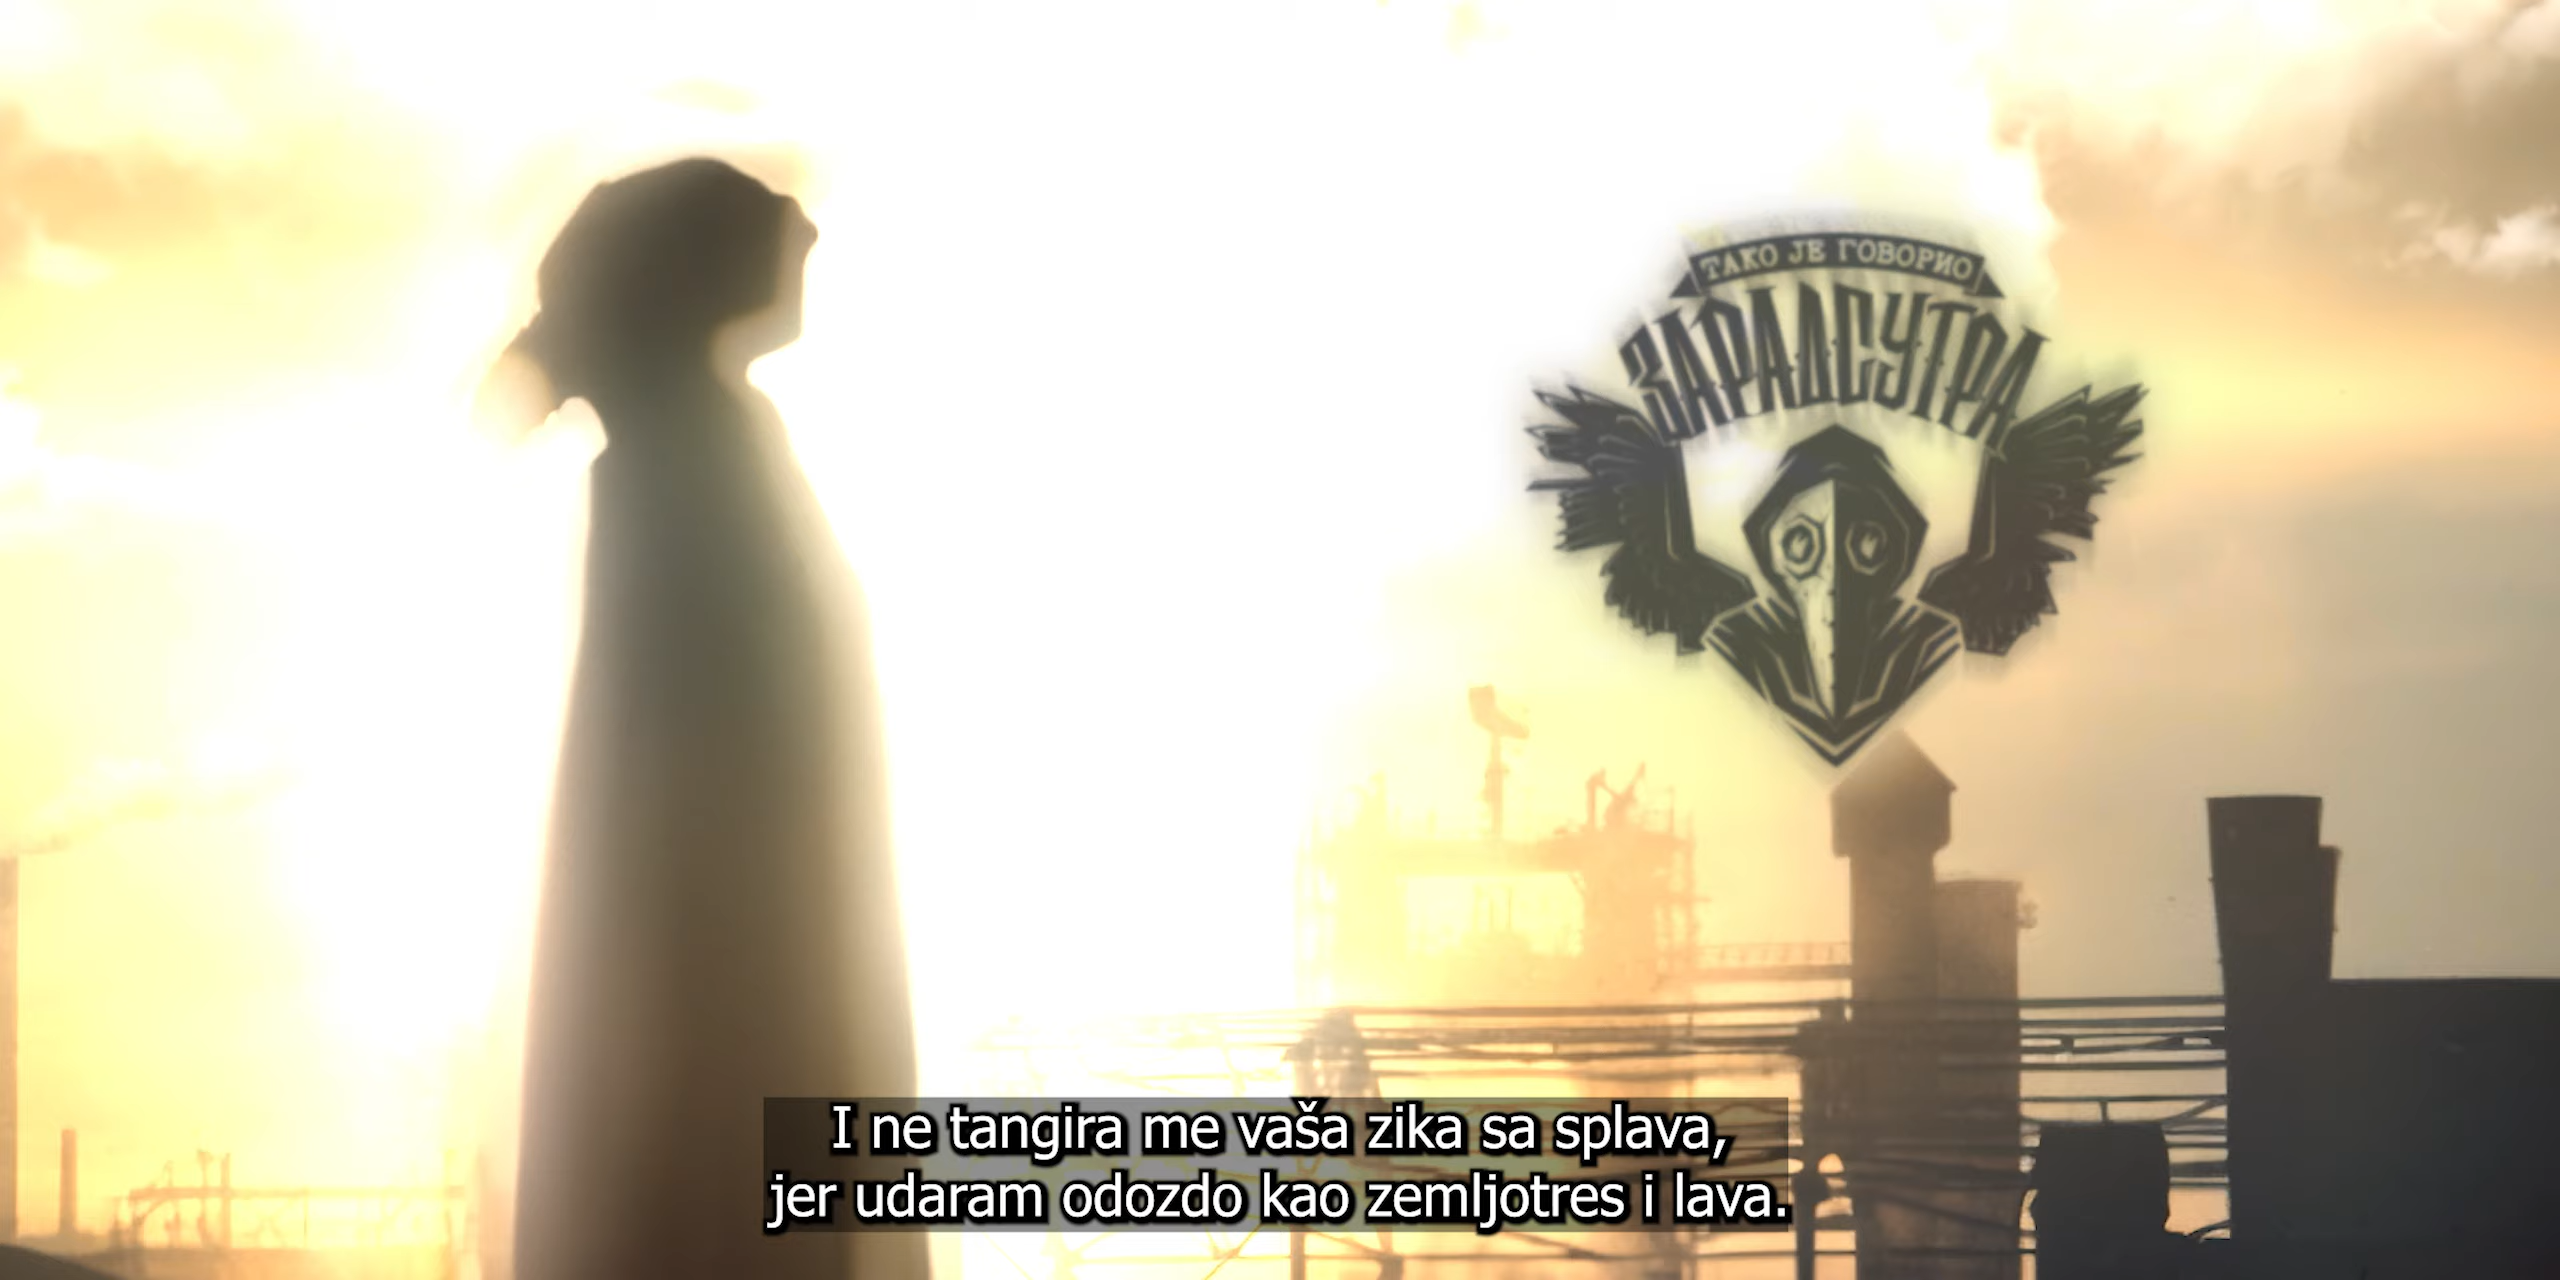 ТАКО ЈЕ ГОВОРИО
ЗАРАДСУТРА
I ne tangira me vaša zika sa splava,
jer udaram odozdo kao zemljotres i lava.